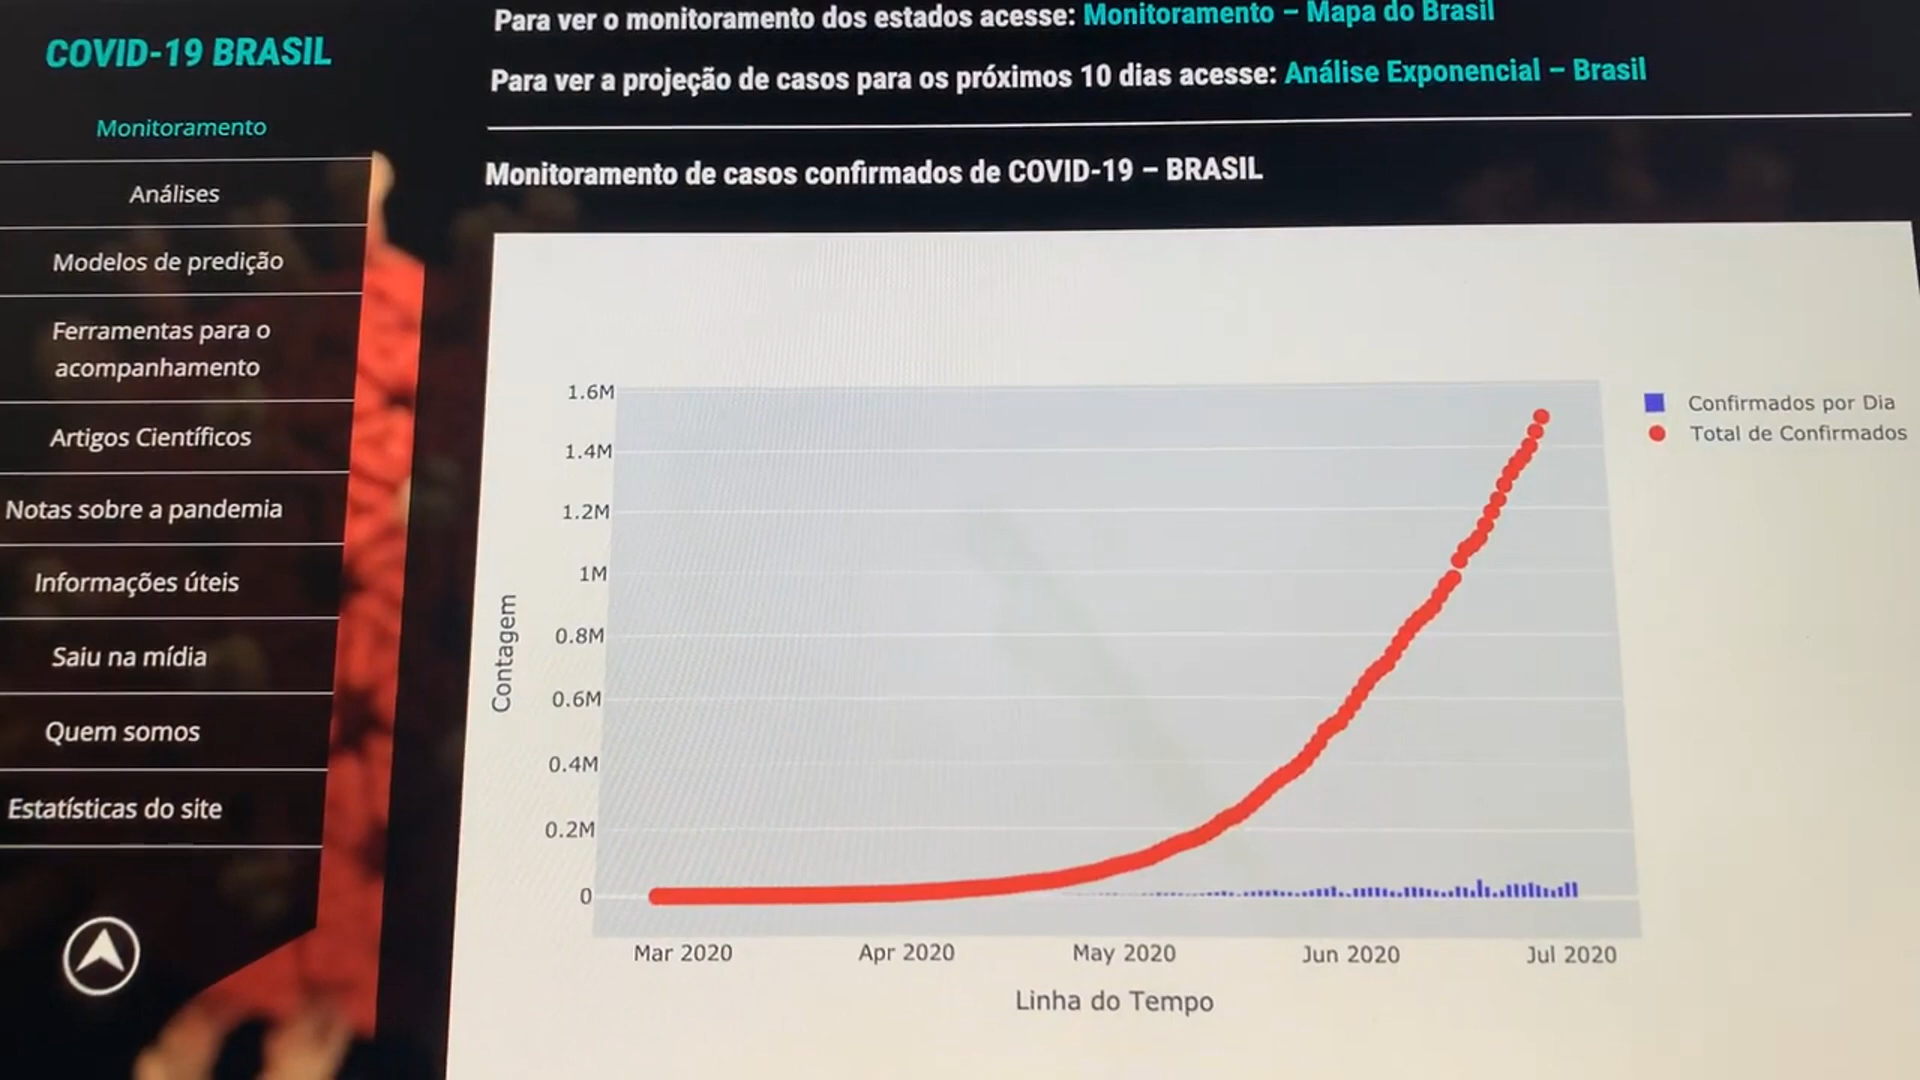 COVID-19 BRASIL
Monitoramento
Análises
Modelos de predição
Ferramentas para o
acompanhamento
Artigos Científicos
Notas sobre a pandemia
Informações úteis
Saiu na mídia
Quem somos
Estatísticas do site
Para ver o monitoramento dos estados acesse: Monitoramento – Mapa do Brasil
Para ver a projeção de casos para os próximos 10 dias acesse: Análise Exponencial – Brasil
Monitoramento de casos confirmados de COVID-19 – BRASIL
Contagem
1.6M
1.4M
1.2M
1M
0.8M
0.6M
0.4M
0.2M
0
Mar 2020
Apr 2020
May 2020
Jun 2020
Jul 2020
Linha do Tempo
Confirmados por Dia
Total de Confirmados